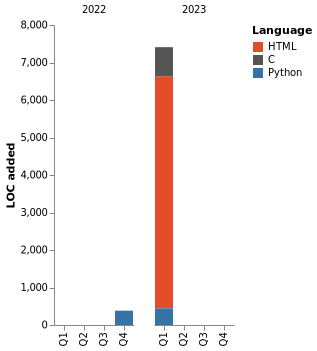 2022 2023
Language
HTML
C
Python
LOC added
8,000
7,000
6,000
5,000
4,000
3,000
2,000
1,000
0
Q1 Q2 Q3 Q4 Q1 Q2 Q3 Q4